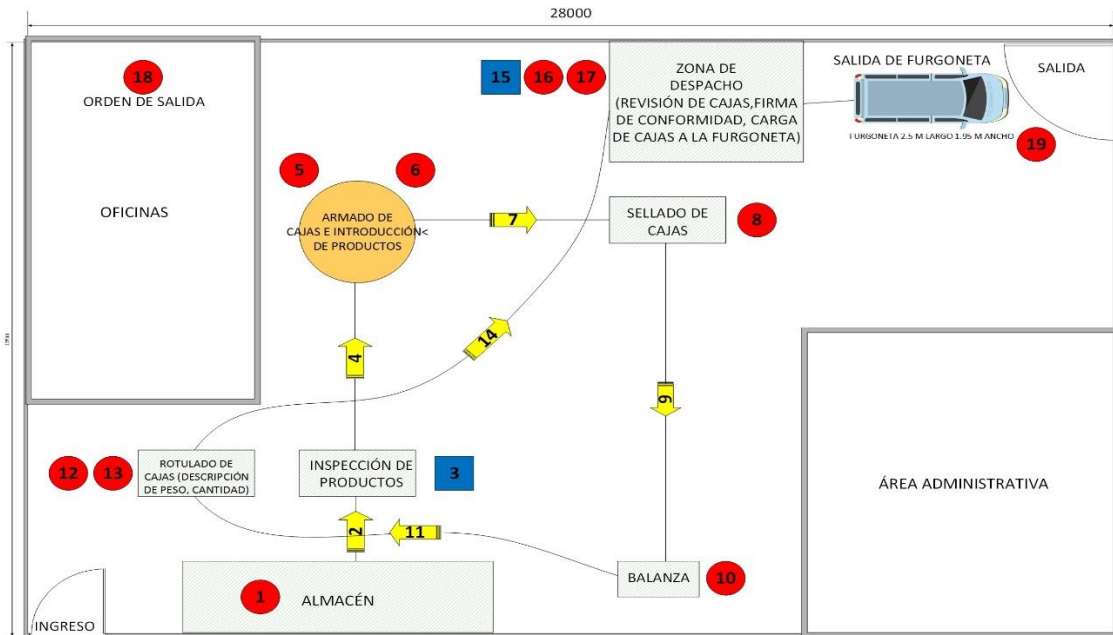 28000
18
ORDEN DE SALIDA
OFICINAS
15
16
17
ZONA DE
DESPACHO
(REVISIÓN DE CAJAS,FIRMA
DE CONFORMIDAD, CARGA
DE CAJAS A LA FURGONETA)
SALIDA DE FURGONETA
FURGONETA 2.5 M LARGO 1.95 M ANCHO
SALIDA
19
5
6
ARMADO DE
CAJAS E INTRODUCCIÓN<
DE PRODUCTOS
7
SELLADO DE
CAJAS
8
4
14
9
12
13
ROTULADO DE
CAJAS (DESCRIPCIÓN
DE PESO, CANTIDAD)
INSPECCIÓN DE
PRODUCTOS
3
ÁREA ADMINISTRATIVA
2
11
BALANZA
10
1
ALMACÉN
INGRESO